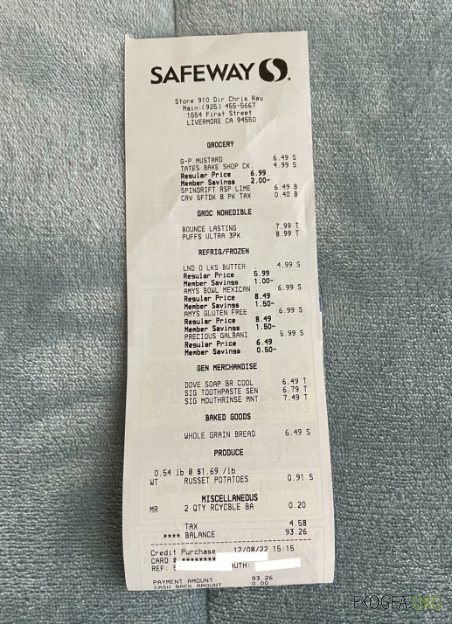 SAFEWAY
Store 910 Dir Chris Ray
Main:(925) 455-5667
1554 First Street
LIVERMORE CA 94550
GROCERY
G-P MUSTARD 6.49 S
TATES BAKE SHOP CK 4.99 S
Regular Price 6.99
Member Savings 2.00-
SPINDRIFT RSP LIME 6.49 B
CRV SFTDK 8 PK TAX 0.40 B
GROC NONEDIBLE
BOUNCE LASTING 7.99 T
PUFFS ULTRA 3PK 8.99 T
REFRIG/FROZEN
LND O LKS BUTTER 4.99 S
Regular Price 5.99
Member Savings 1.00-
AMYS BOWL MEXICAN 6.99 S
Regular Price 8.49
Member Savings 1.50-
AMYS GLUTEN FREE 6.99 S
Regular Price 8.49
Member Savings 1.50-
PRECIOUS GALBANI 5.99 S
Regular Price 6.49
Member Savings 0.50-
GEN MERCHANDISE
DOVE SOAP BR COOL 6.49 T
SIG TOOTHPASTE SEN 6.79 T
SIG MOUTHRINSE MNT 7.49 T
BAKED GOODS
WHOLE GRAIN BREAD 6.49 S
PRODUCE
0.54 lb @ $1.69 /lb
WT RUSSET POTATOES 0.91 S
MISCELLANEOUS
MR 2 QTY RCYCBLE BA 0.20
TAX 4.58
**** BALANCE 93.26
Credit Purchase 12/08/22 15:15
CARD #
REF: AUTH:
PAYMENT AMOUNT 93.26
CASH BACK AMOUNT 0.00